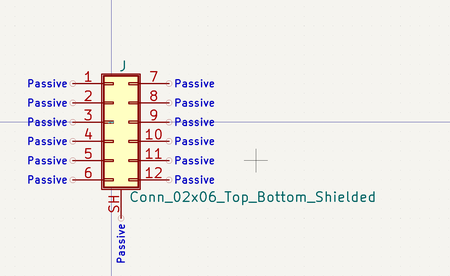 J
Passive 1 7 Passive
Passive 2 8 Passive
Passive 3 9 Passive
Passive 4 10 Passive
Passive 5 11 Passive
Passive 6 12 Passive
SH
Conn_02x06_Top_Bottom_Shielded
Passive